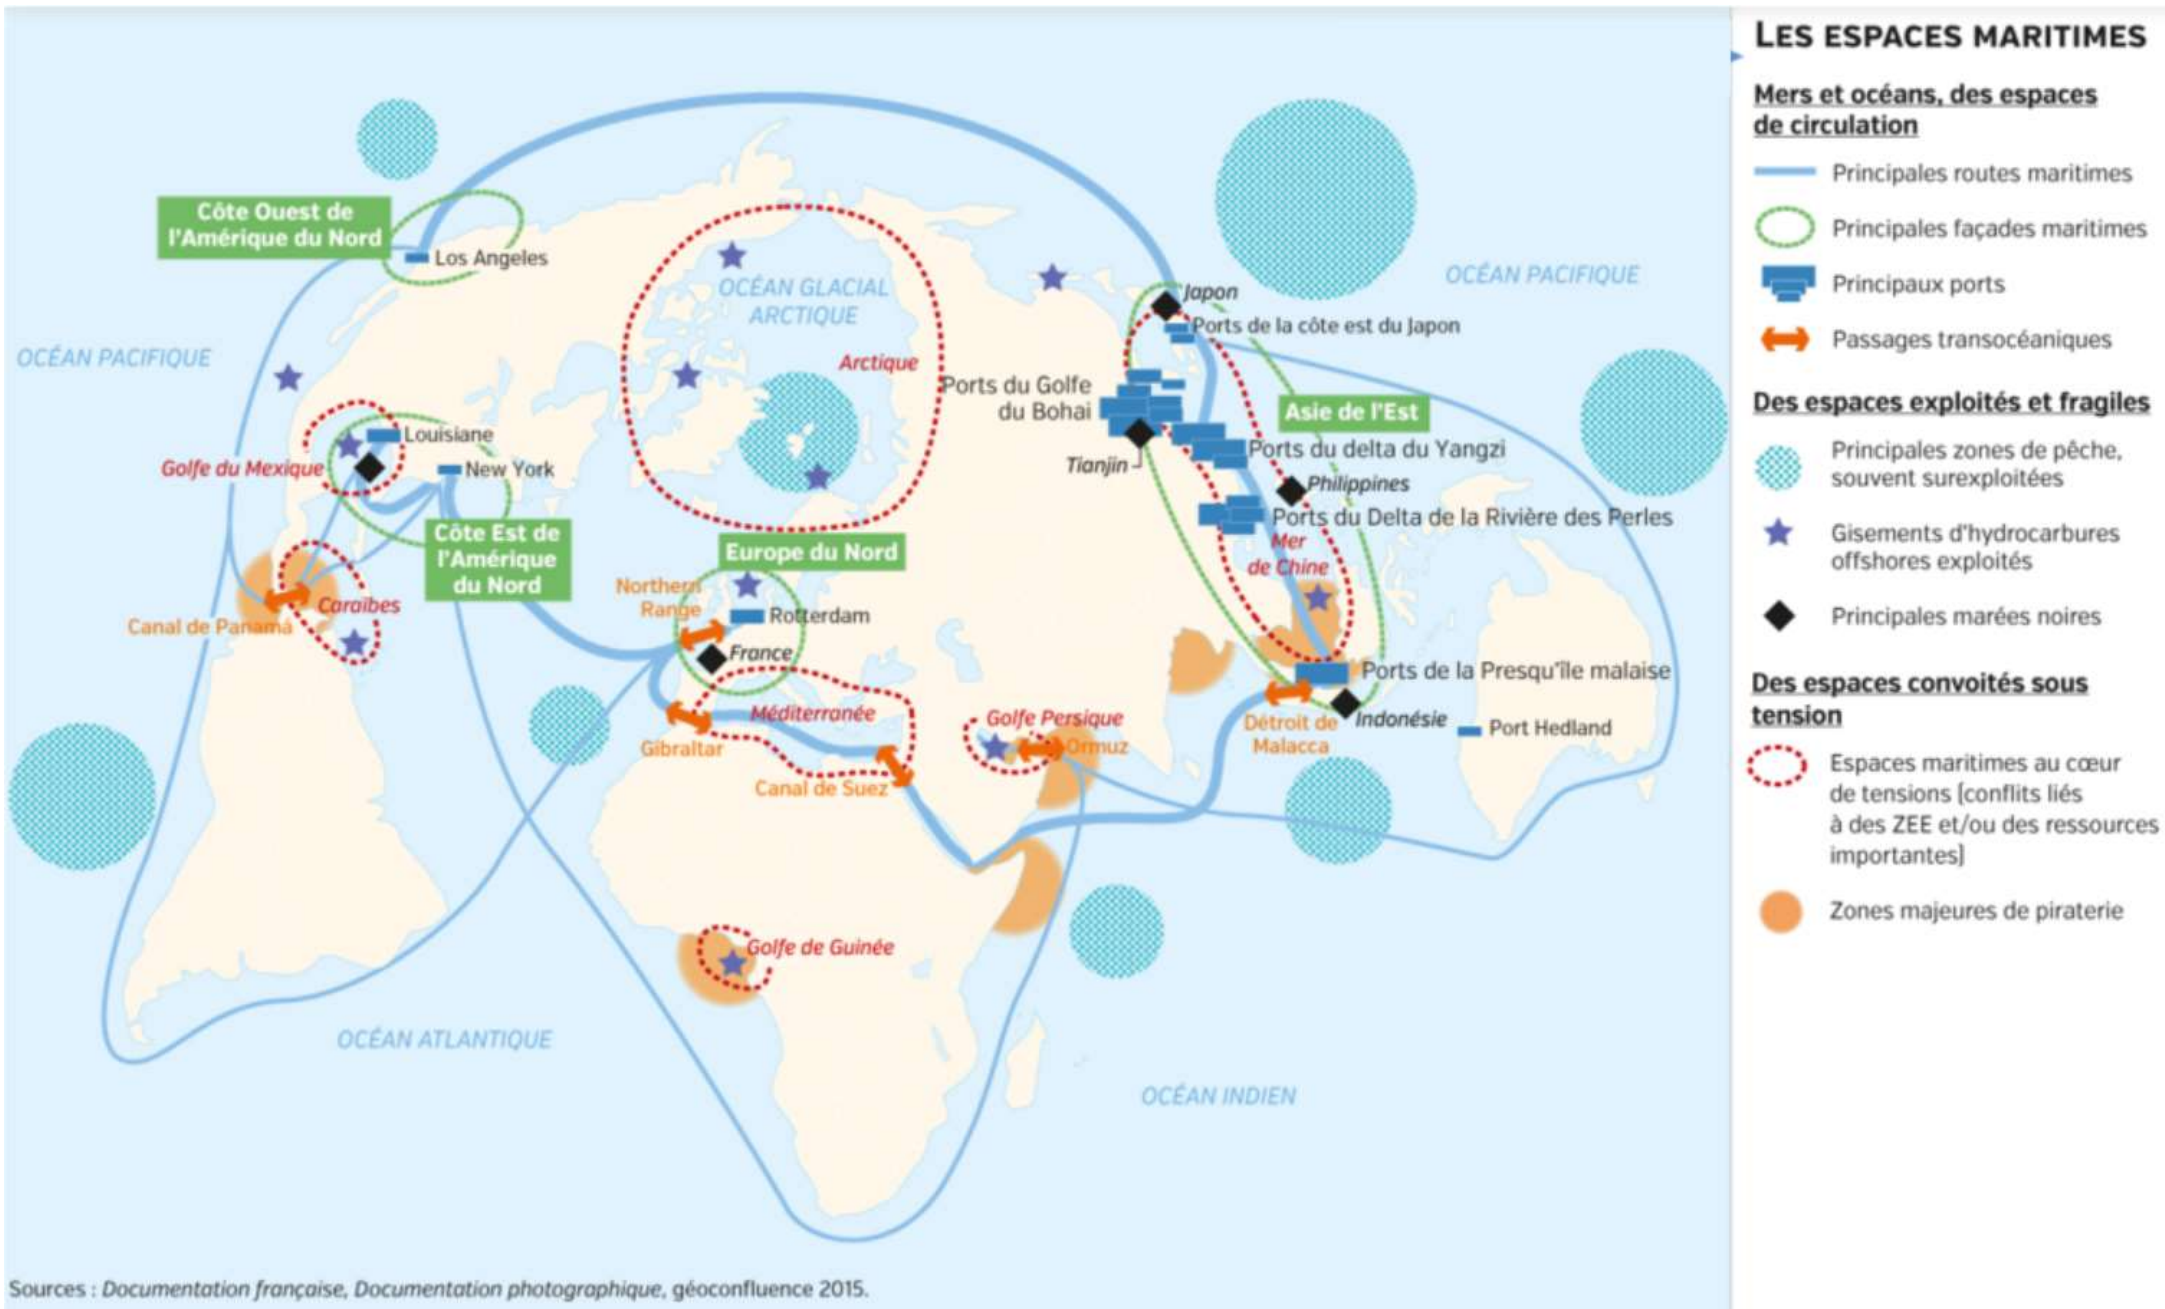 LES ESPACES MARITIMES
Mers et océans, des espaces
de circulation
Principales routes maritimes
Principales façades maritimes
Principaux ports
Passages transocéaniques
Des espaces exploités et fragiles
Principales zones de pêche,
souvent surexploitées
Gisements d'hydrocarbures
offshores exploités
Principales marées noires
Des espaces convoités sous
tension
Espaces maritimes au cœur
de tensions (conflits liés
à des ZEE et/ou des ressources
importantes)
Zones majeures de piraterie
Côte Ouest de
l'Amérique du Nord
Los Angeles
OCÉAN GLACIAL
ARCTIQUE
Arctique
OCÉAN PACIFIQUE
OCÉAN PACIFIQUE
Japon
Ports de la côte est du Japon
Ports du Golfe
du Bohai
Asie de l'Est
Tianjin
Ports du delta du Yangzi
Philippines
Ports du Delta de la Rivière des Perles
Mer
de Chine
Louisiane
Golfe du Mexique
New York
Côte Est de
l'Amérique
du Nord
Europe du Nord
Northern
Range
Rotterdam
France
Caraïbes
Canal de Panamá
Méditerranée
Gibraltar
Canal de Suez
Golfe Persique
Ormuz
Ports de la Presqu'île malaise
Détroit de
Malacca
Indonésie
Port Hedland
Golfe de Guinée
OCÉAN ATLANTIQUE
OCÉAN INDIEN
Sources : Documentation française, Documentation photographique, géoconfluence 2015.